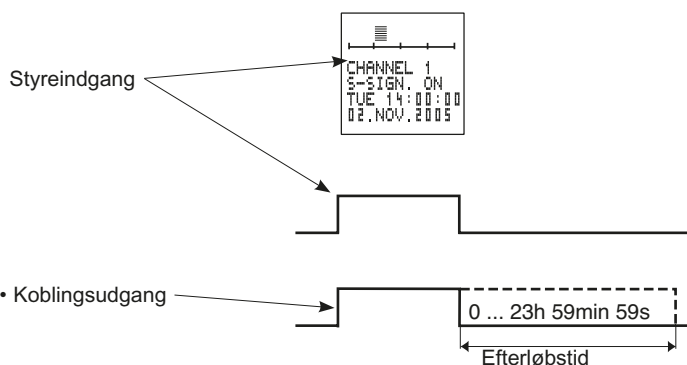 CHANNEL 1
S-SIGN. ON
TUE 14:00:00
02.NOV.2005
Styreindgang
• Koblingsudgang
0 ... 23h 59min 59s
Efterløbstid